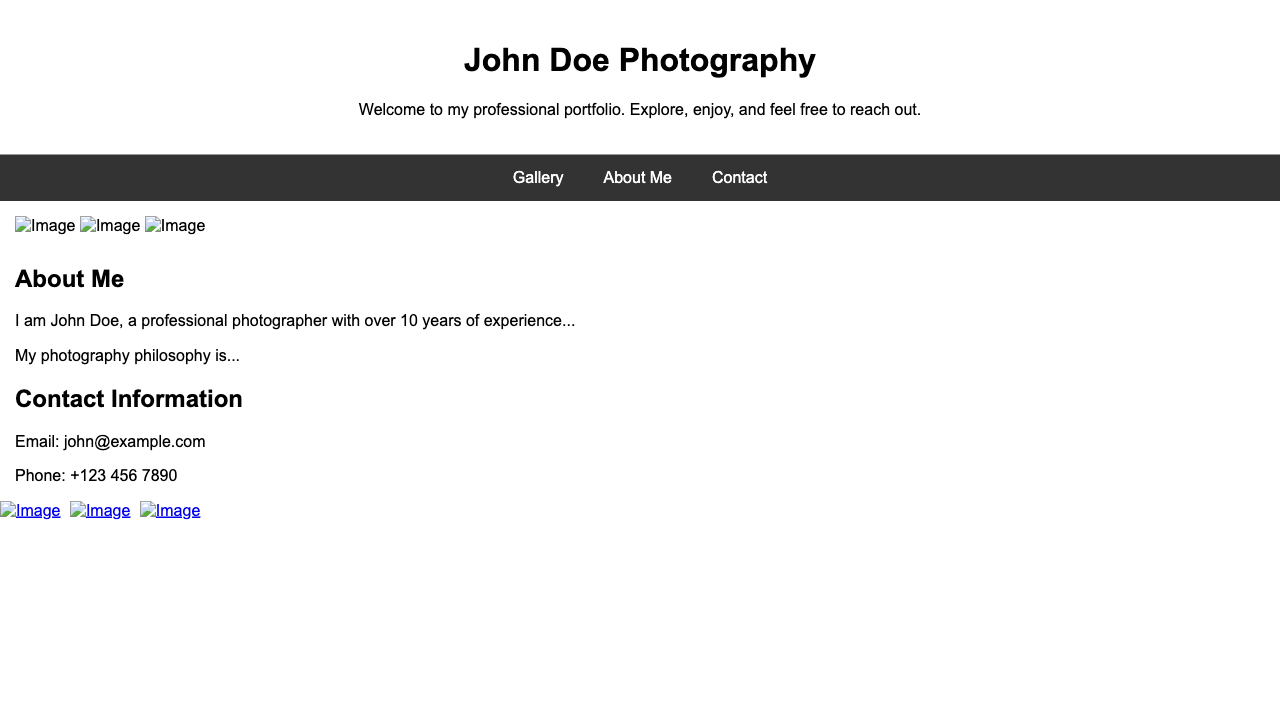 John Doe Photography
Welcome to my professional portfolio. Explore, enjoy, and feel free to reach out.
Gallery About Me Contact
Image Image Image
About Me
I am John Doe, a professional photographer with over 10 years of experience...
My photography philosophy is...
Contact Information
Email: john@example.com
Phone: +123 456 7890
Image Image Image